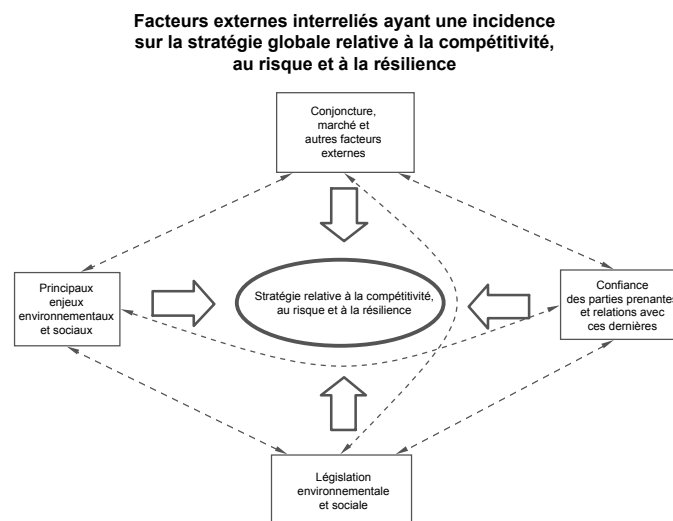 Facteurs externes interreliés ayant une incidence
sur la stratégie globale relative à la compétitivité,
au risque et à la résilience
Conjoncture,
marché et
autres facteurs
externes
Principaux
enjeux
environnementaux
et sociaux
Stratégie relative à la compétitivité,
au risque et à la résilience
Confiance
des parties prenantes
et relations avec
ces dernières
Législation
environnementale
et sociale